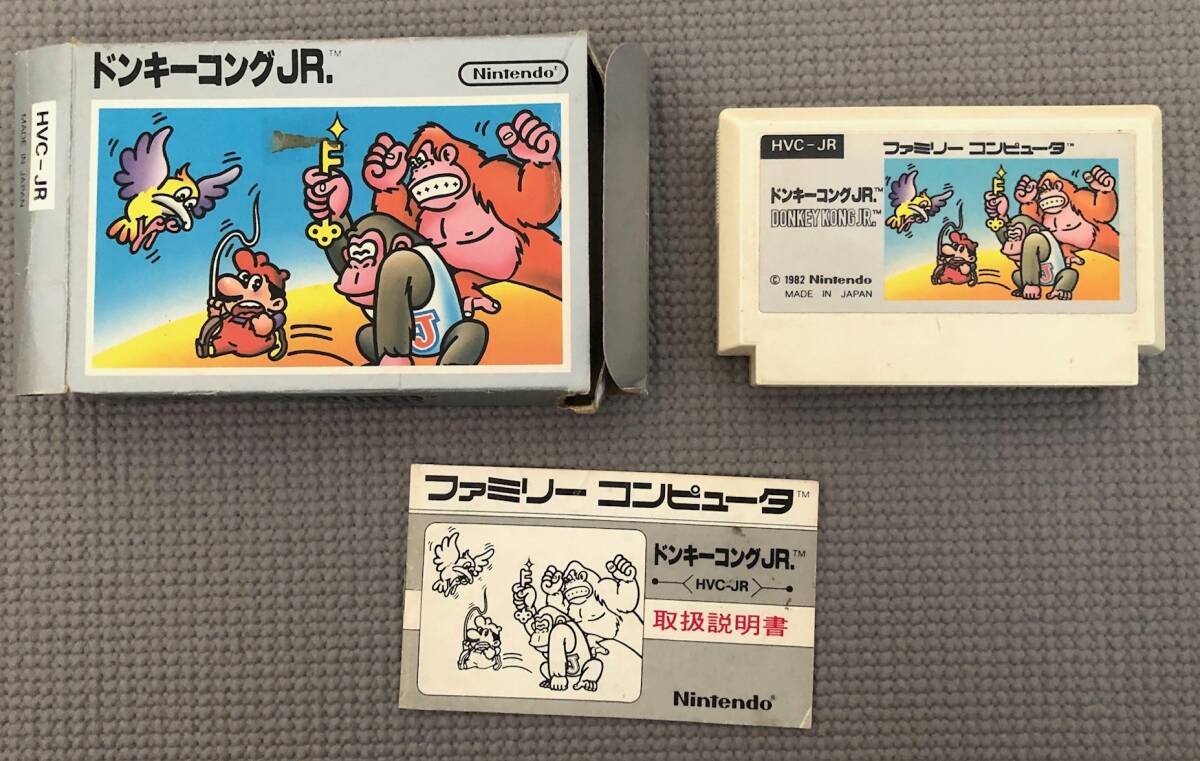 ドンキーコングJR.™
Nintendo®
HVC-JR
MADE IN JAPAN
J
HVC-JR
ファミリー コンピュータ™
ドンキーコングJR.™
DONKEY KONG JR.™
© 1982 Nintendo
MADE IN JAPAN
J
ファミリー コンピュータ™
ドンキーコングJR.™
HVC-JR
取扱説明書
J
Nintendo®